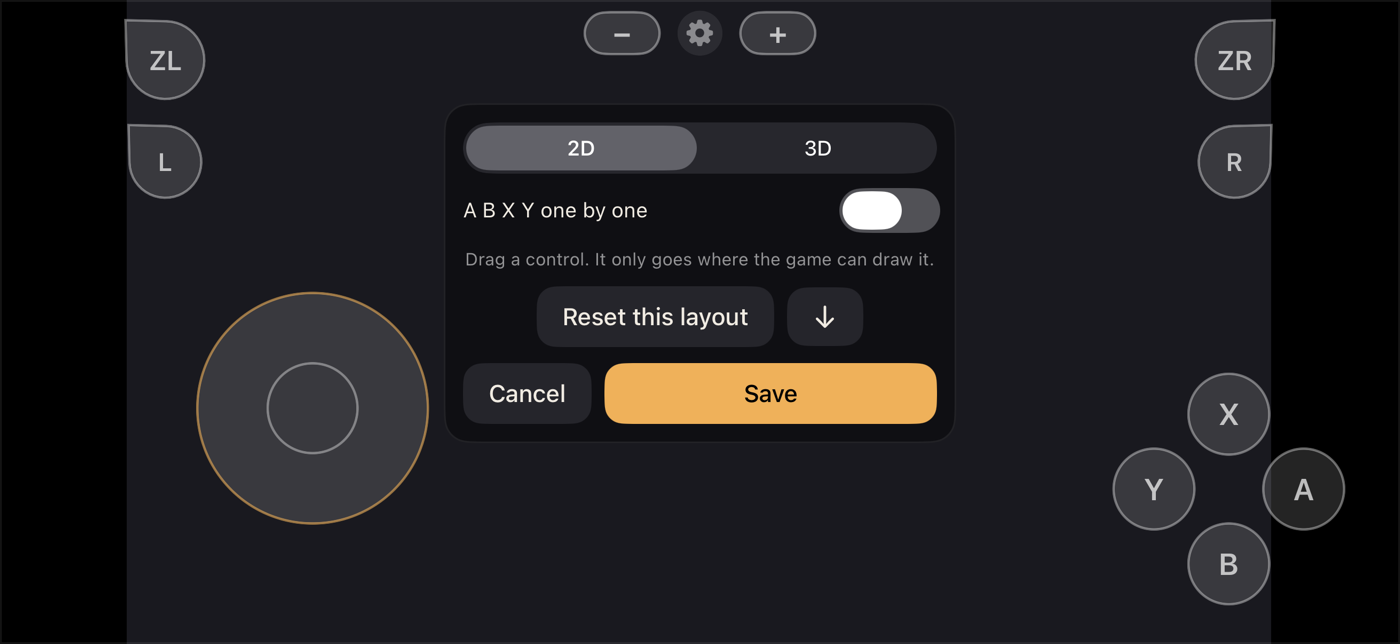 ZL
−
+
ZR
L
R
2D
3D
A B X Y one by one
Drag a control. It only goes where the game can draw it.
Reset this layout
↓
Cancel
Save
X
Y
A
B